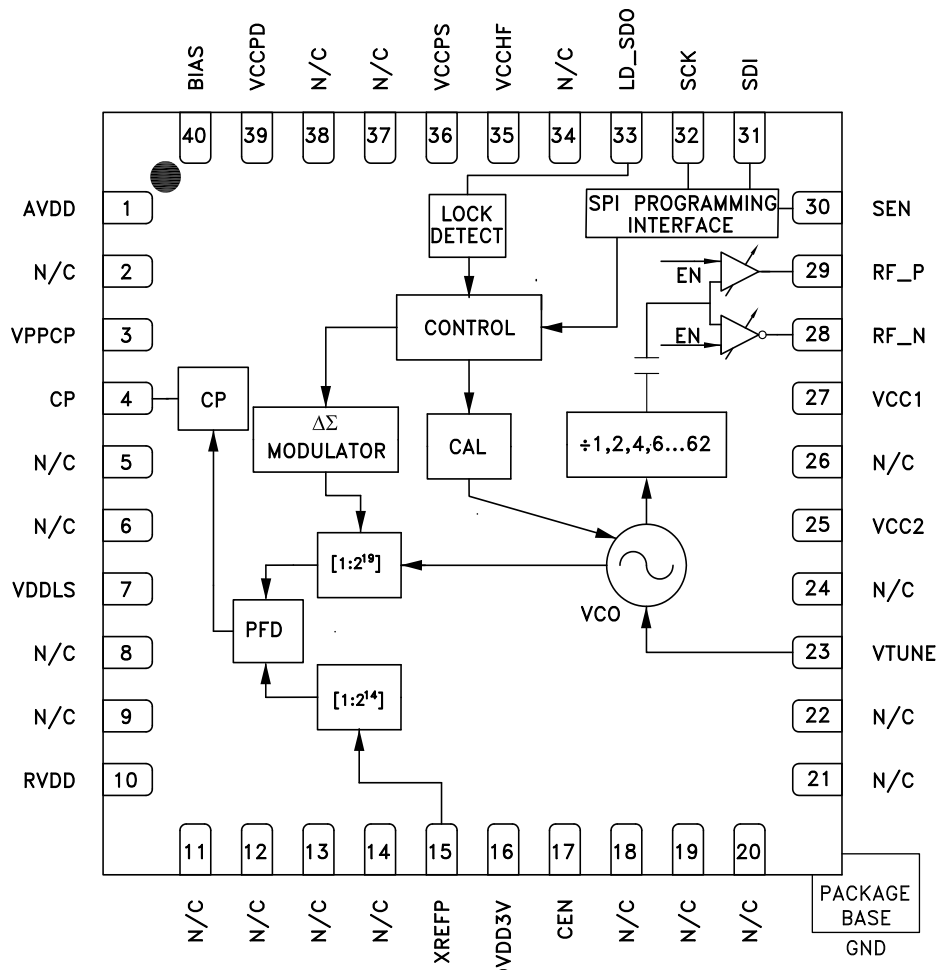 BIAS
VCCPD
N/C
N/C
VCCPS
VCCHF
N/C
LD_SDO
SCK
SDI
40 39 38 37 36 35 34 33 32 31
AVDD 1
N/C 2
VPPCP 3
CP 4
N/C 5
N/C 6
VDDLS 7
N/C 8
N/C 9
RVDD 10
LOCK
DETECT
SPI PROGRAMMING
INTERFACE
CONTROL
EN
EN
CP
ΔΣ
MODULATOR
CAL
÷1,2,4,6...62
[1:2¹⁹]
VCO
PFD
[1:2¹⁴]
30 SEN
29 RF_P
28 RF_N
27 VCC1
26 N/C
25 VCC2
24 N/C
23 VTUNE
22 N/C
21 N/C
11 12 13 14 15 16 17 18 19 20
N/C
N/C
N/C
N/C
XREFP
CEN
N/C
N/C
N/C
PACKAGE
BASE
GND